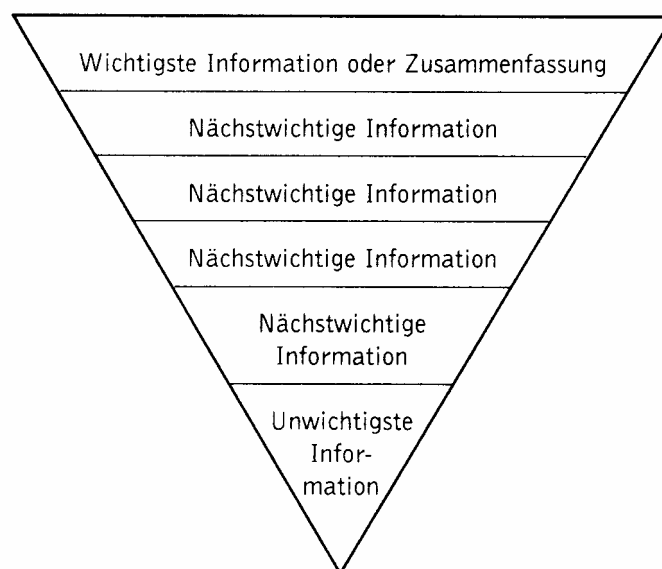 Wichtigste Information oder Zusammenfassung
Nächstwichtige Information
Nächstwichtige Information
Nächstwichtige Information
Nächstwichtige
Information
Unwichtigste
Infor-
mation